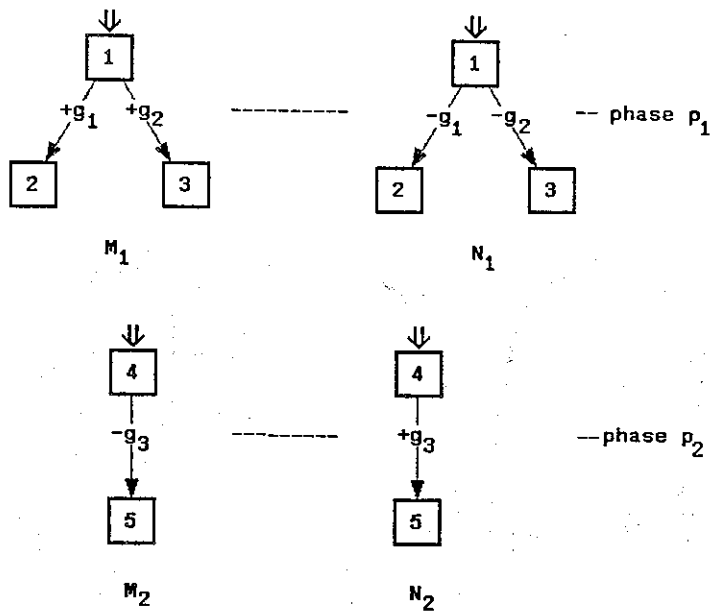 1 1
+g1 +g2 -g1 -g2 -- phase p1
2 3 2 3
M1 N1
4 4
-g3 +g3 --phase p2
5 5
M2 N2